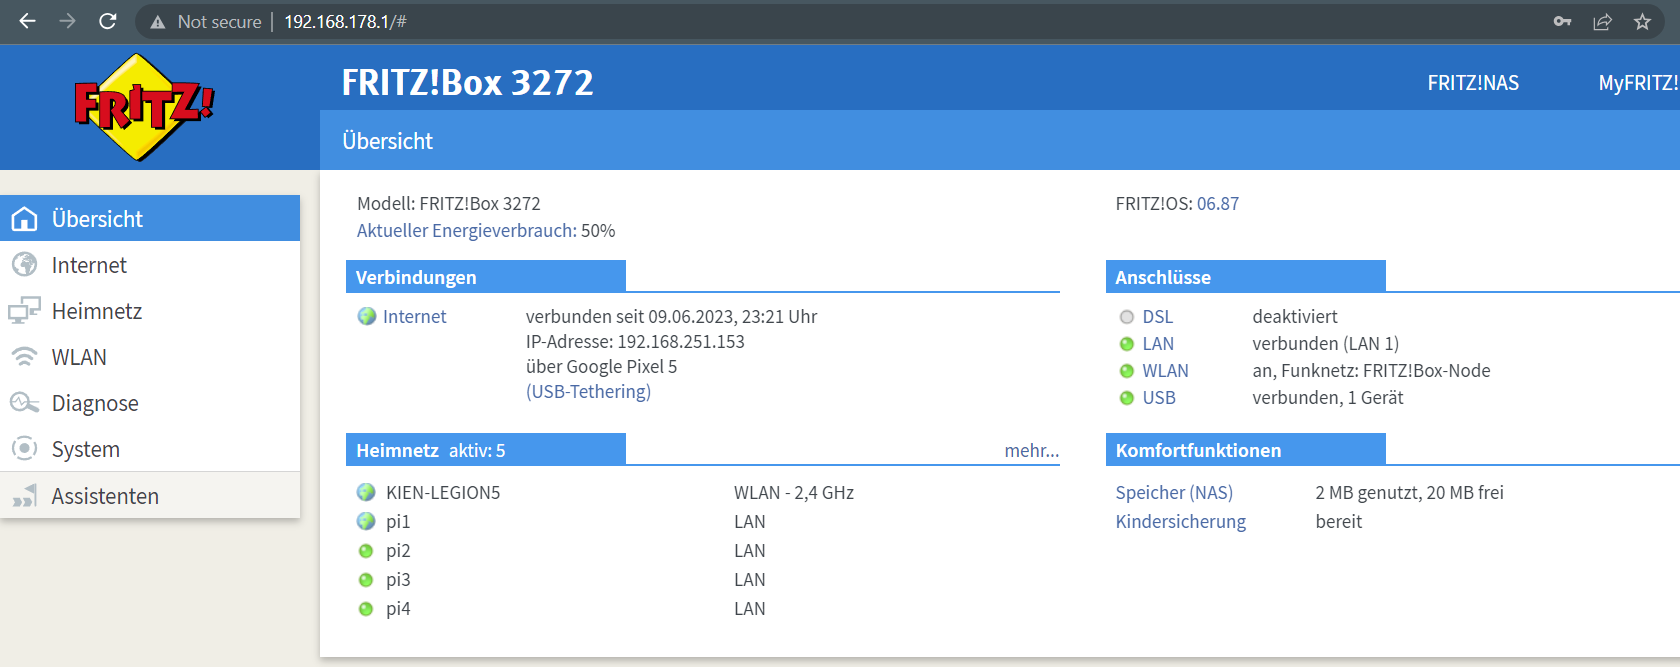 Not secure | 192.168.178.1/#
FRITZ!
FRITZ!Box 3272
FRITZ!NAS
MyFRITZ!
Übersicht
Übersicht
Internet
Heimnetz
WLAN
Diagnose
System
Assistenten
Modell: FRITZ!Box 3272
FRITZ!OS: 06.87
Aktueller Energieverbrauch: 50%
Verbindungen
Internet verbunden seit 09.06.2023, 23:21 Uhr
IP-Adresse: 192.168.251.153
über Google Pixel 5
(USB-Tethering)
Anschlüsse
DSL deaktiviert
LAN verbunden (LAN 1)
WLAN an, Funknetz: FRITZ!Box-Node
USB verbunden, 1 Gerät
Heimnetz aktiv: 5 mehr...
KIEN-LEGION5 WLAN - 2,4 GHz
pi1 LAN
pi2 LAN
pi3 LAN
pi4 LAN
Komfortfunktionen
Speicher (NAS) 2 MB genutzt, 20 MB frei
Kindersicherung bereit